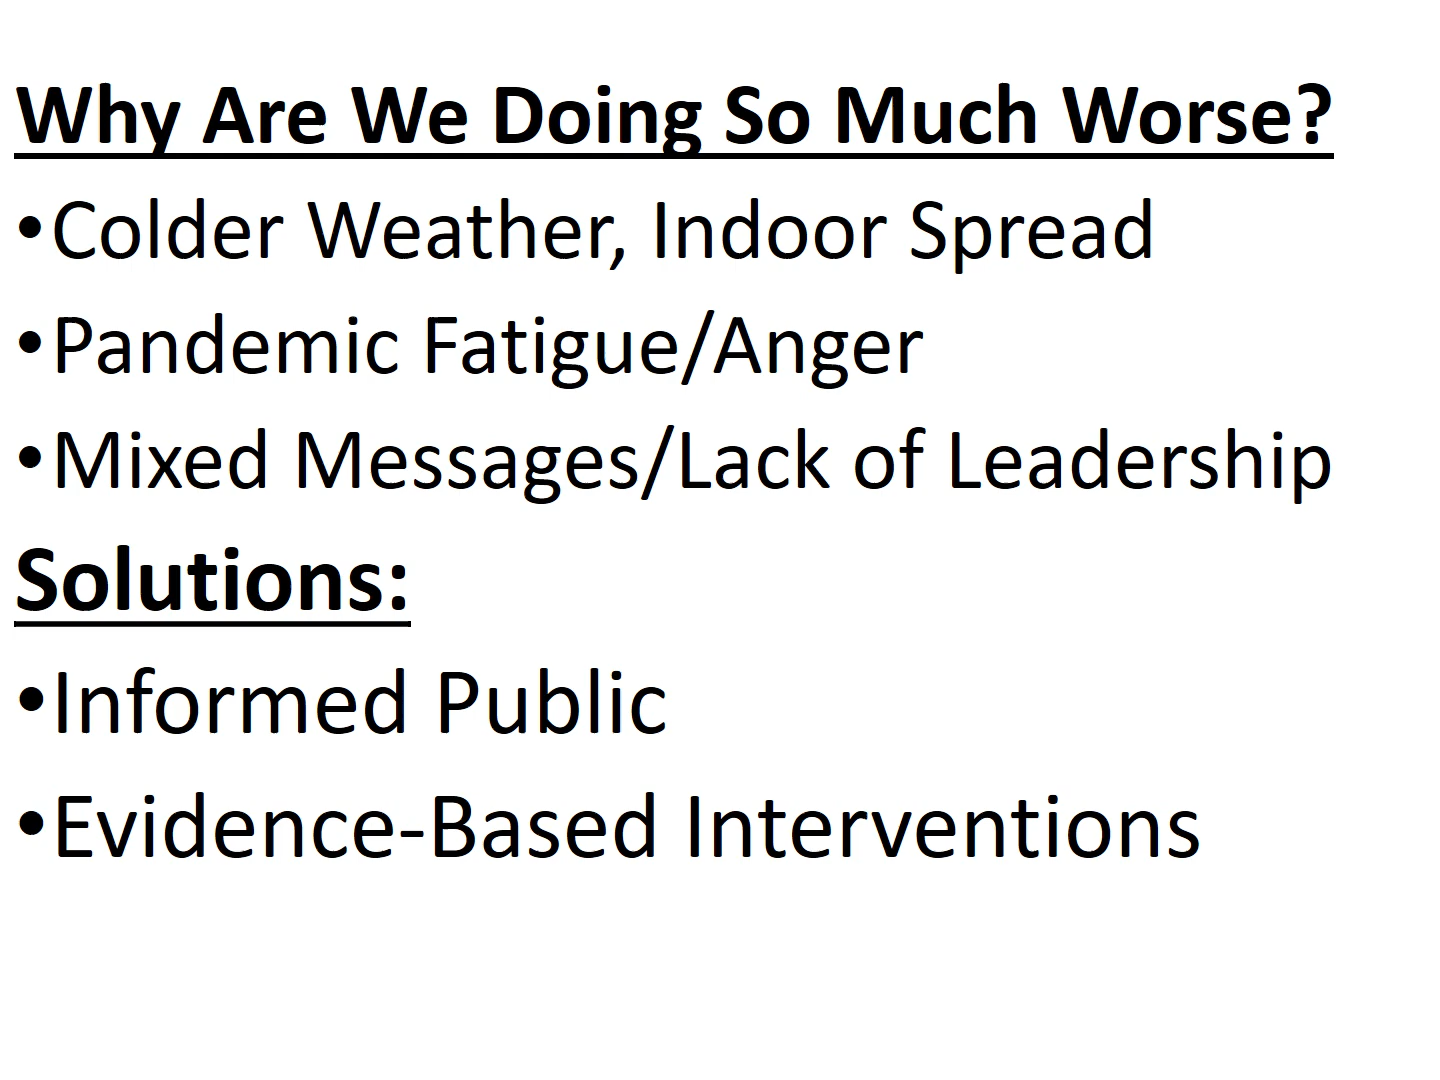 Why Are We Doing So Much Worse?
•Colder Weather, Indoor Spread
•Pandemic Fatigue/Anger
•Mixed Messages/Lack of Leadership
Solutions:
•Informed Public
•Evidence-Based Interventions